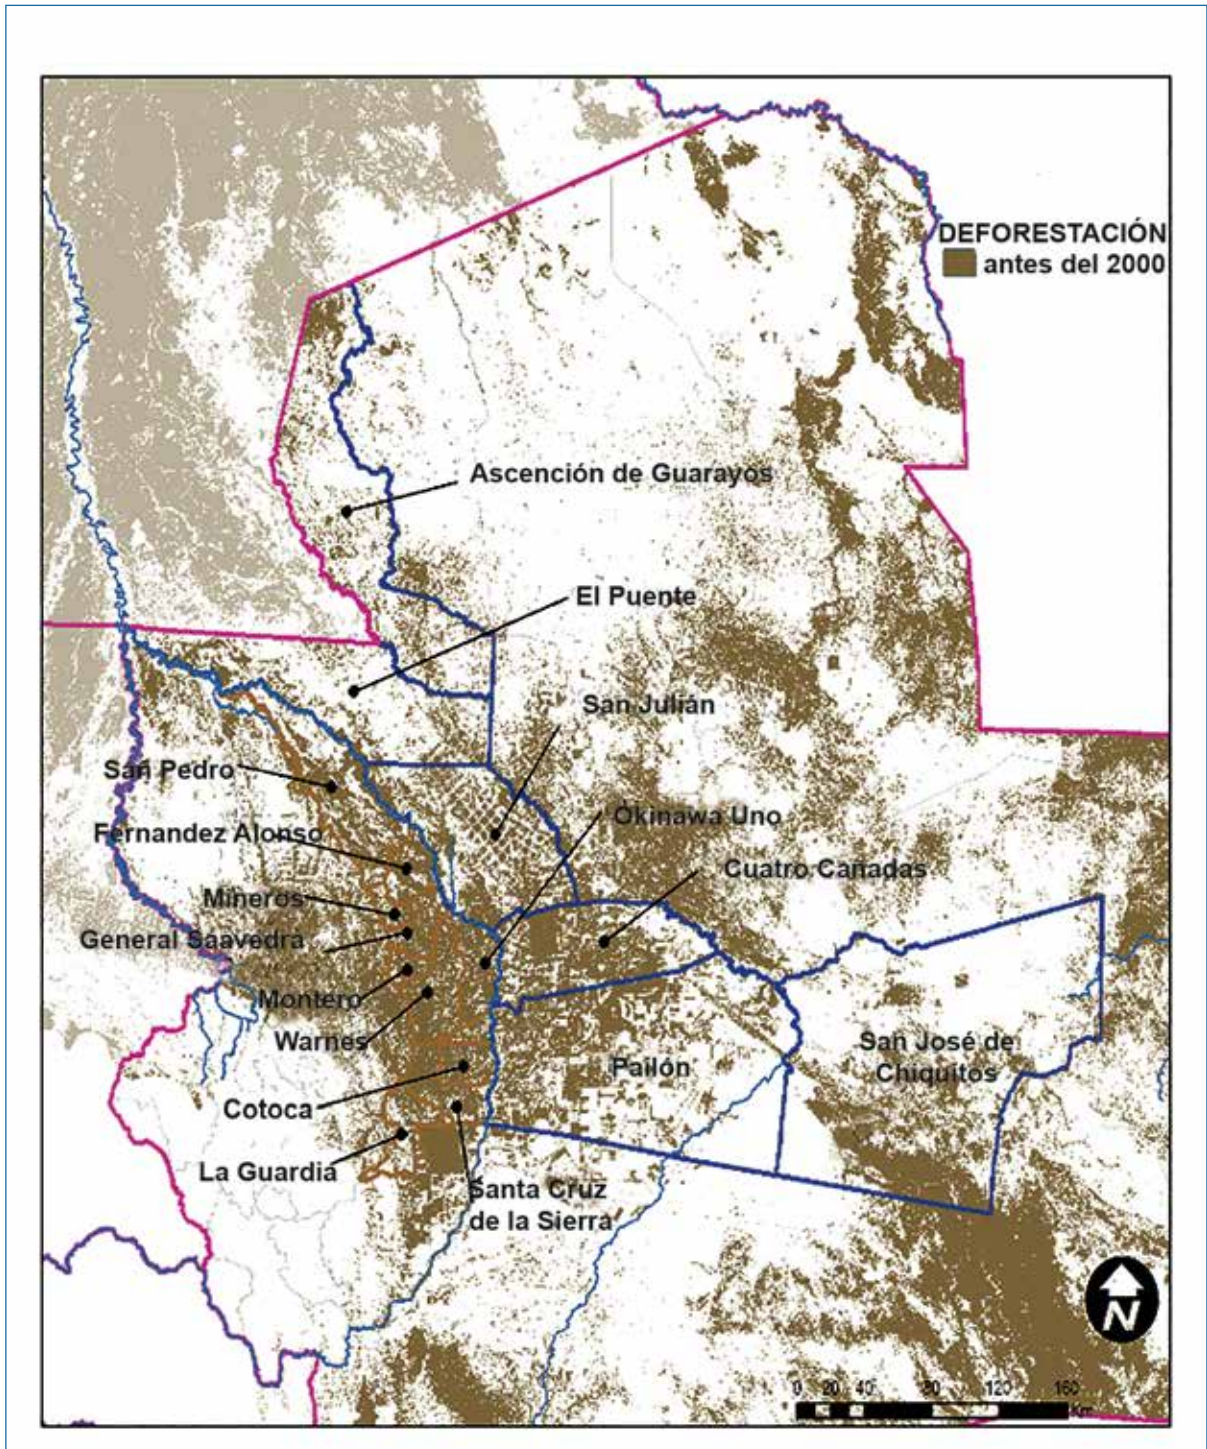 DEFORESTACIÓN
antes del 2000
Ascención de Guarayos
El Puente
San Julián
San Pedro
Okinawa Uno
Fernandez Alonso
Cuatro Cañadas
Mineros
General Saavedra
Montero
Warnes
San José de
Chiquitos
Pailón
Cotoca
La Guardia
Santa Cruz
de la Sierra
N
0 20 40 80 120 160
Km